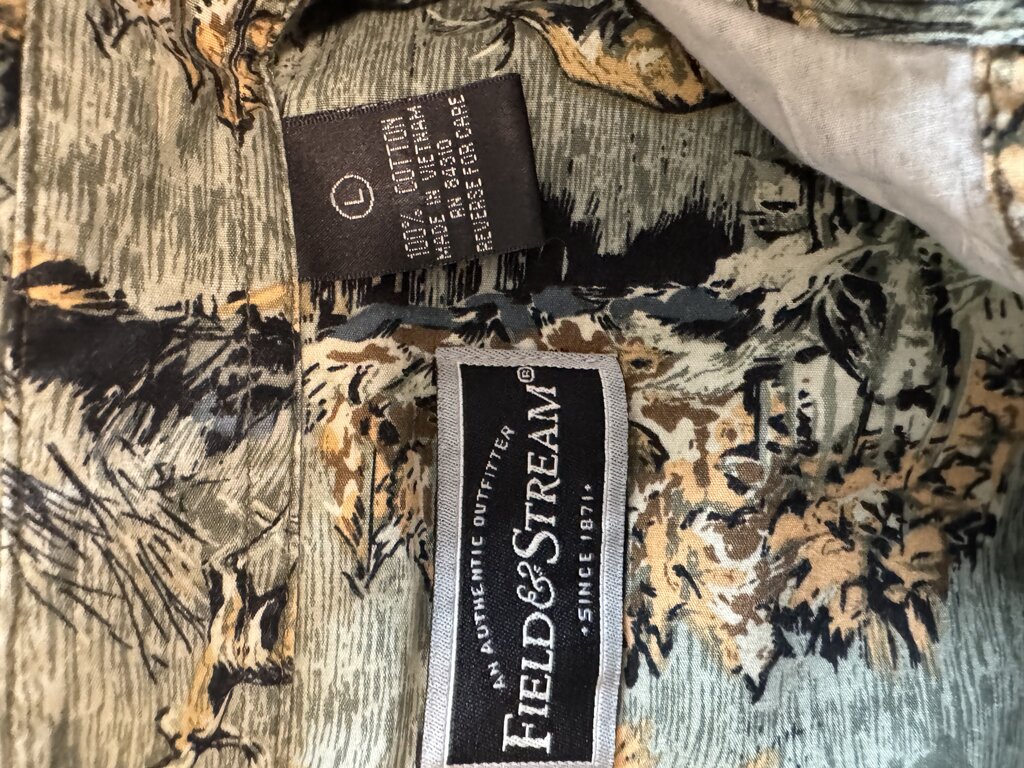 L
100% COTTON
MADE IN VIETNAM
RN 84310
REVERSE FOR CARE
AN AUTHENTIC OUTFITTER
FIELD&STREAM®
•SINCE 1871•